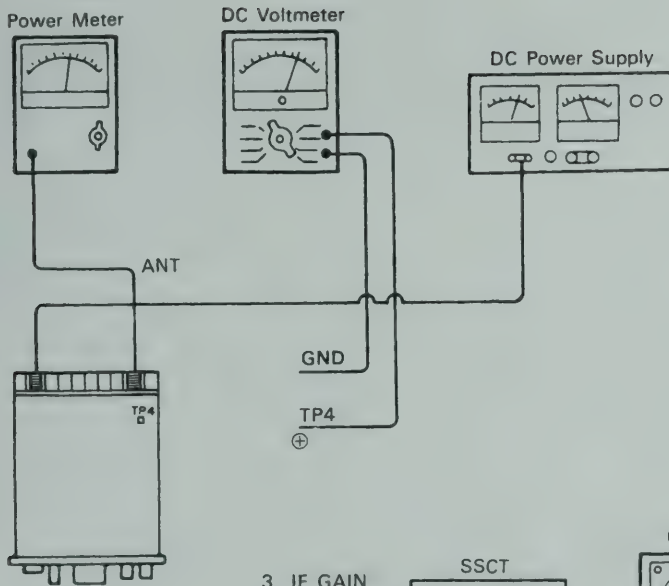 Power Meter
DC Voltmeter
DC Power Supply
ANT
GND
TP4
⊕
TP4
3. IF GAIN
SSCT